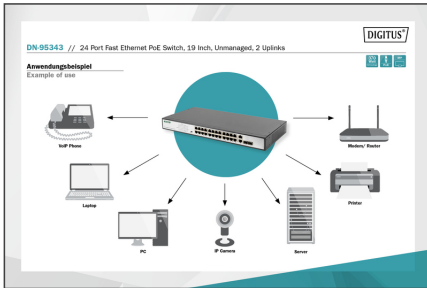 DIGITUS®
DN-95343 // 24 Port Fast Ethernet PoE Switch, 19 Inch, Unmanaged, 2 Uplinks
Anwendungsbeispiel
Example of use
VoIP Phone
Modem/ Router
Laptop
Printer
PC
IP Camera
Server